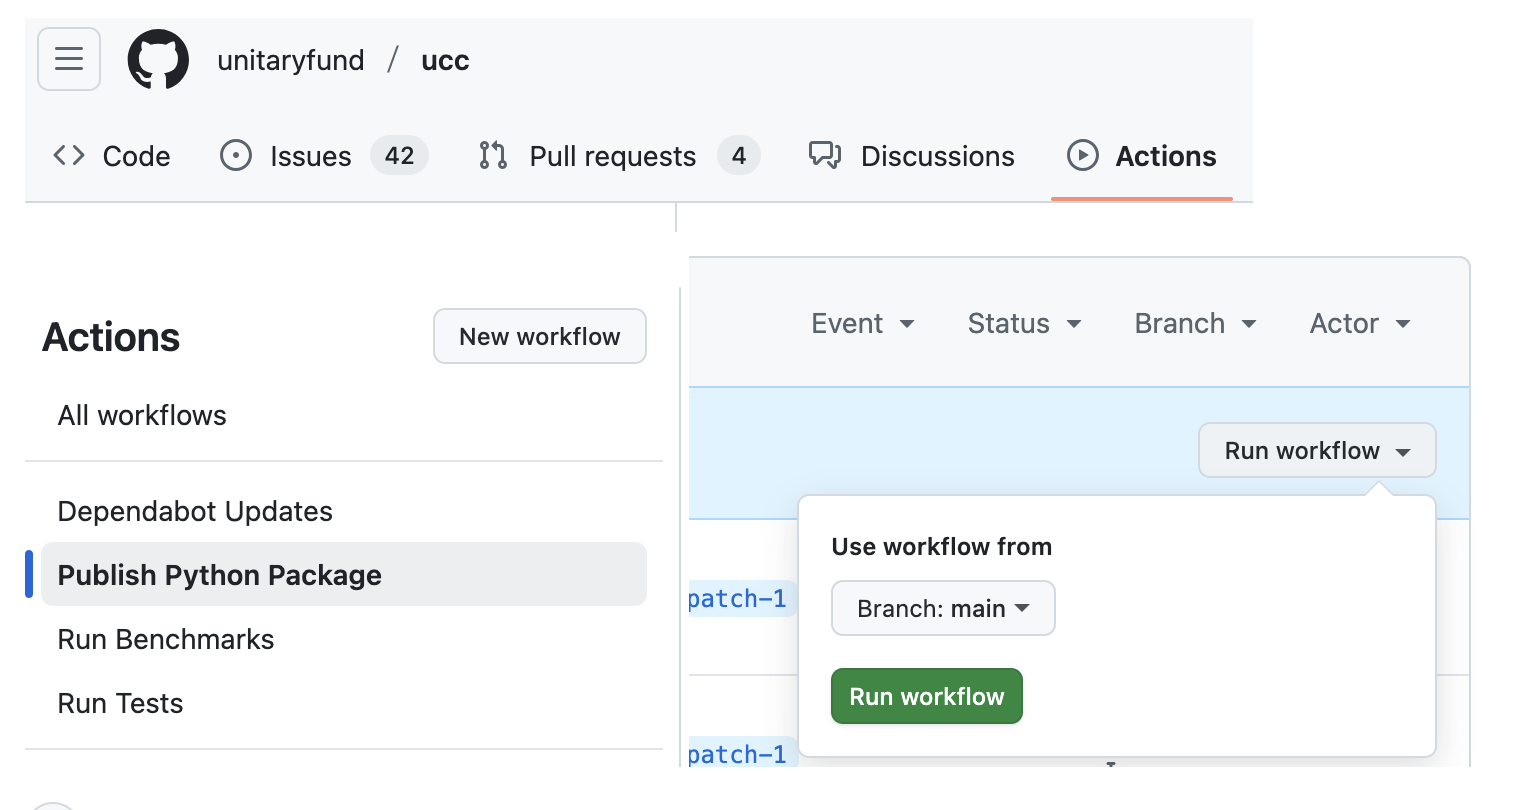 unitaryfund / ucc
Code Issues 42 Pull requests 4 Discussions Actions
Actions New workflow
All workflows
Dependabot Updates
Publish Python Package
Run Benchmarks
Run Tests
Event Status Branch Actor
Run workflow
Use workflow from
patch-1
Branch: main
Run workflow
patch-1